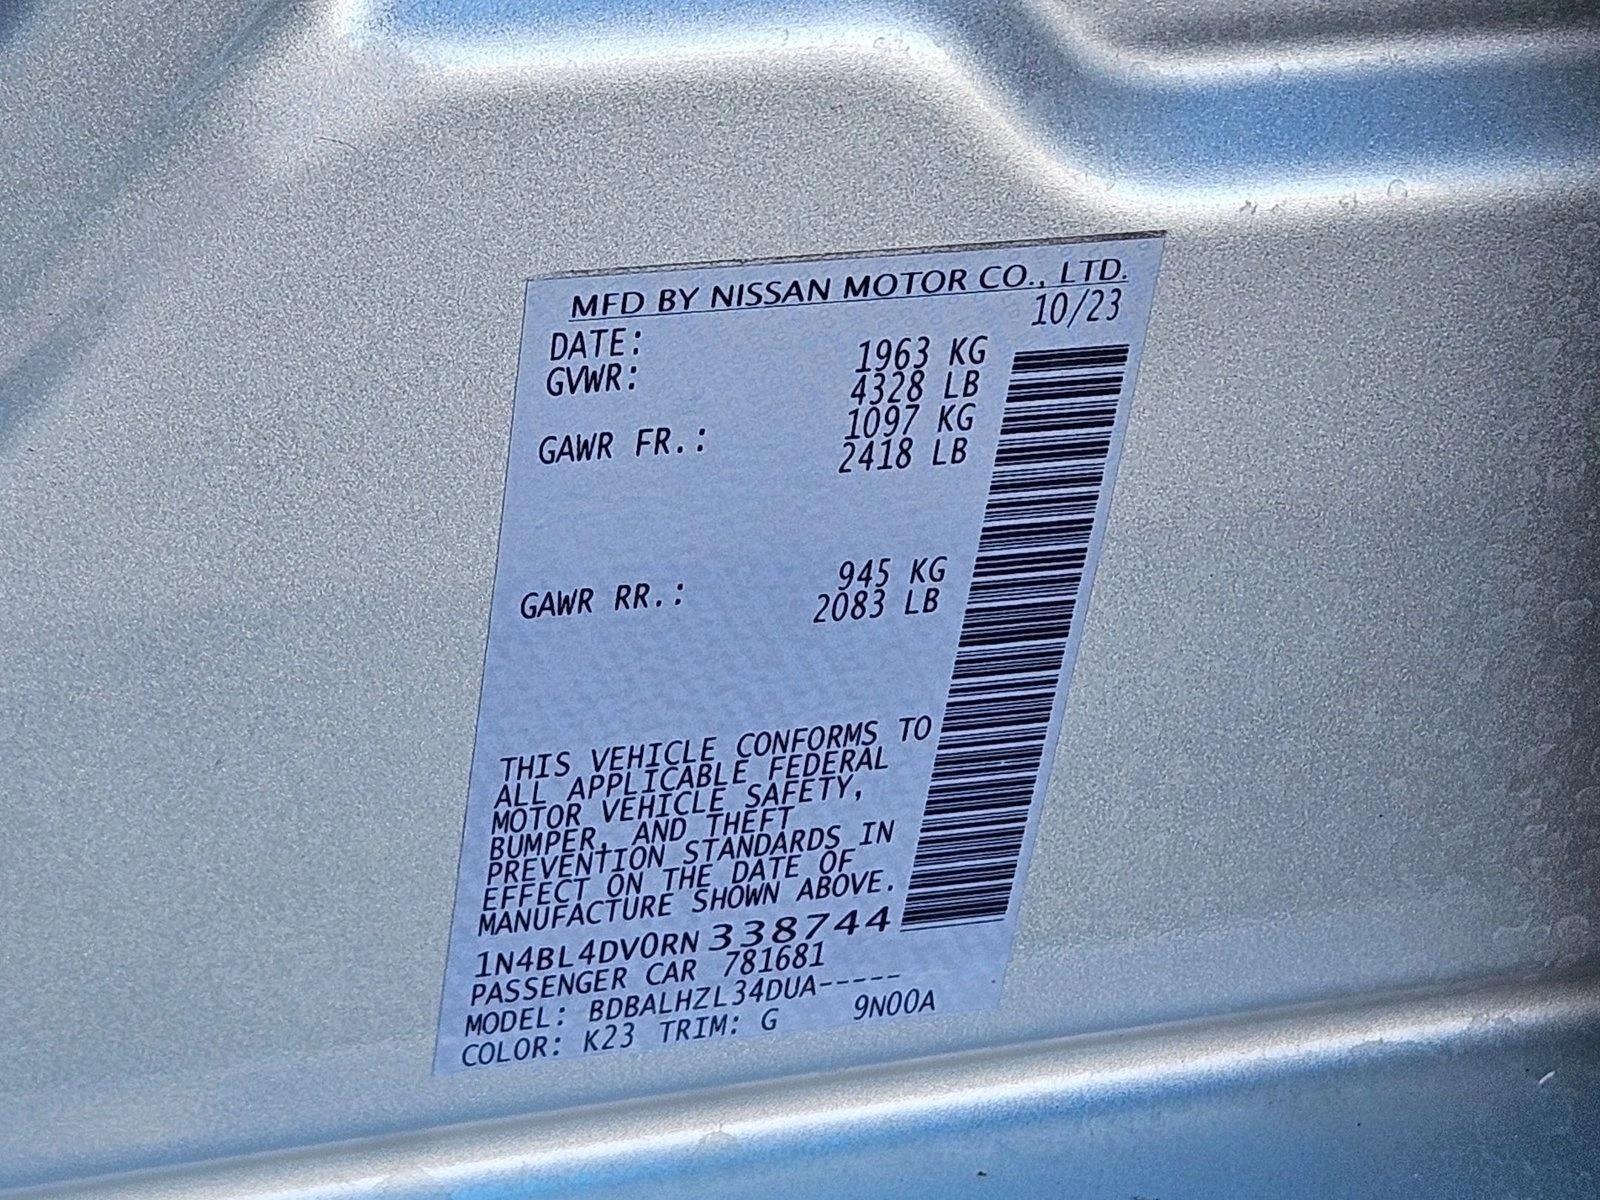 MFD BY NISSAN MOTOR CO., LTD.
DATE: 10/23
GVWR: 1963 KG
4328 LB
GAWR FR.: 1097 KG
2418 LB
GAWR RR.: 945 KG
2083 LB
THIS VEHICLE CONFORMS TO
ALL APPLICABLE FEDERAL
MOTOR VEHICLE SAFETY,
BUMPER, AND THEFT
PREVENTION STANDARDS IN
EFFECT ON THE DATE OF
MANUFACTURE SHOWN ABOVE.
1N4BL4DV0RN338744
PASSENGER CAR 781681
MODEL: BDBALHZL34DUA-----
COLOR: K23 TRIM: G 9N00A